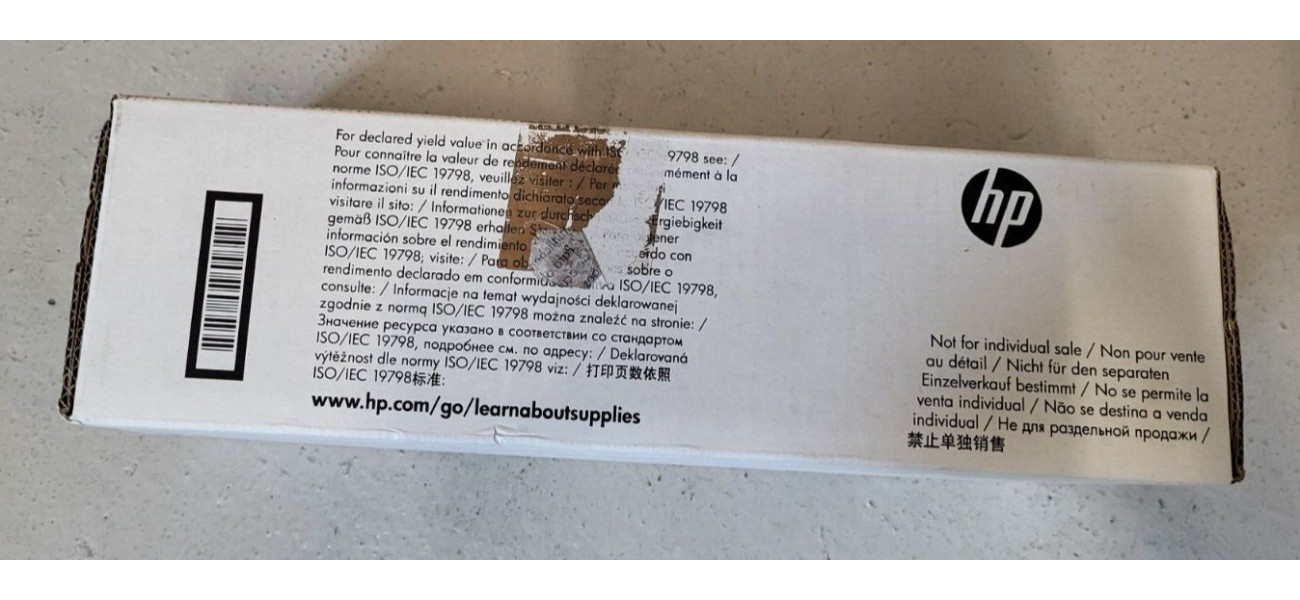 For declared yield value in accordance with ISO 9798 see: /
Pour connaître la valeur de rendement déclarée mément à la
norme ISO/IEC 19798, veuillez visiter : / Per
informazioni su il rendimento dichiarato ISO/IEC 19798
visitare il sito: / Informationen zur rgiebigkeit
gemäß ISO/IEC 19798 erhalten
información sobre el rendimiento erdo con
ISO/IEC 19798, visite: / Para sobre o
rendimento declarado em ISO/IEC 19798,
consulte: / Informacje na temat wydajności deklarowanej
zgodnie z normą ISO/IEC 19798 można znaleźć na stronie: /
Значение ресурса указано в соответствии со стандартом
ISO/IEC 19798, подробнее см. по адресу: / Deklarovaná
výtěžnost dle normy ISO/IEC 19798 viz: / 打印页数依照
ISO/IEC 19798标准:
www.hp.com/go/learnaboutsupplies
hp
Not for individual sale / Non pour vente
au détail / Nicht für den separaten
Einzelverkauf bestimmt / No se permite la
venta individual / Não se destina a venda
individual / Не для раздельной продажи /
禁止单独销售